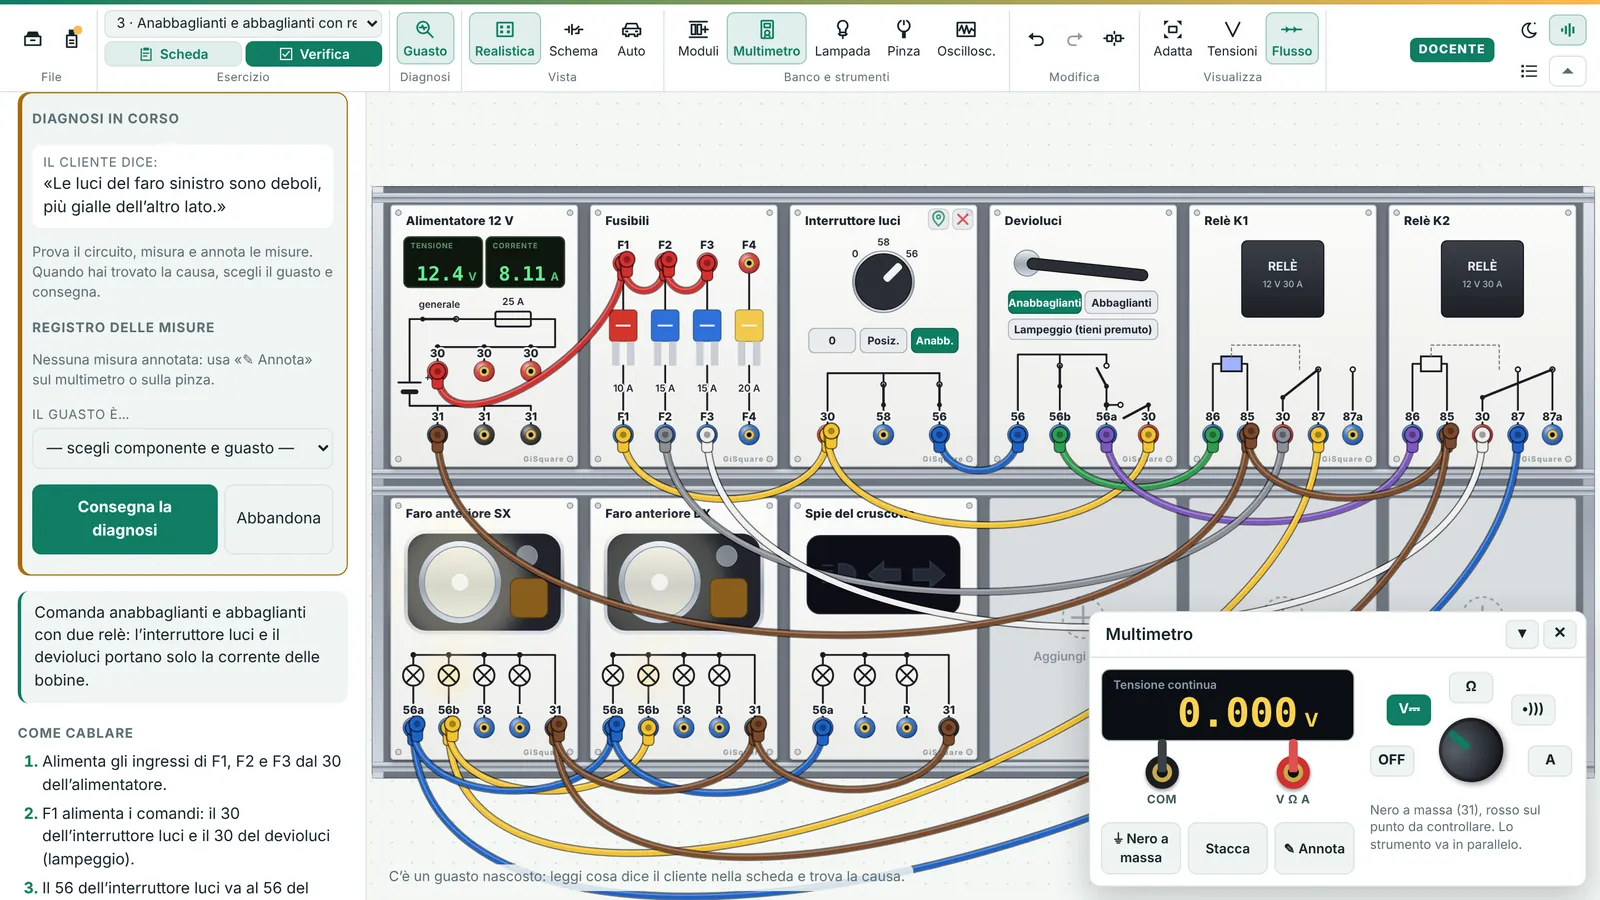 3 · Anabbaglianti e abbaglianti con re
Scheda
Verifica
File
Esercizio
Guasto
Diagnosi
Realistica
Schema
Auto
Vista
Moduli
Multimetro
Lampada
Pinza
Oscillosc.
Banco e strumenti
Modifica
Adatta
Tensioni
Flusso
Visualizza
DOCENTE
DIAGNOSI IN CORSO
IL CLIENTE DICE:
«Le luci del faro sinistro sono deboli,
più gialle dell’altro lato.»
Prova il circuito, misura e annota le misure.
Quando hai trovato la causa, scegli il guasto e
consegna.
REGISTRO DELLE MISURE
Nessuna misura annotata: usa «✎ Annota»
sul multimetro o sulla pinza.
IL GUASTO È…
— scegli componente e guasto —
Consegna la
diagnosi
Abbandona
Comanda anabbaglianti e abbaglianti
con due relè: l’interruttore luci e il
devioluci portano solo la corrente delle
bobine.
COME CABLARE
1. Alimenta gli ingressi di F1, F2 e F3 dal 30
dell’alimentatore.
2. F1 alimenta i comandi: il 30
dell’interruttore luci e il 30 del devioluci
(lampeggio).
3. Il 56 dell’interruttore luci va al 56 del
Alimentatore 12 V
TENSIONE
12.4 V
CORRENTE
8.11 A
generale
25 A
30 30 30
31 31 31
Fusibili
F1 F2 F3 F4
10 A 15 A 15 A 20 A
F1 F2 F3 F4
GiSquare
Interruttore luci
0 58 56
0
Posiz.
Anabb.
30 58 56
Devioluci
Anabbaglianti
Abbaglianti
Lampeggio (tieni premuto)
56 56b 56a 30
Relè K1
RELÈ
12 V 30 A
86 85 30 87 87a
GiSquare
Relè K2
RELÈ
12 V 30 A
86 85 30 87 87a
Faro anteriore SX
56a 56b 58 L 31
Faro anteriore
56a 56b 58 R 31
Spie del cruscotto
56a L R 31
GiSquare
Aggiungi
Multimetro
▼
✕
Tensione continua
0.000 V
COM
V Ω A
Nero a
massa
Stacca
✎ Annota
V
Ω
•)))
OFF
A
Nero a massa (31), rosso sul
punto da controllare. Lo
strumento va in parallelo.
C’è un guasto nascosto: leggi cosa dice il cliente nella scheda e trova la causa.